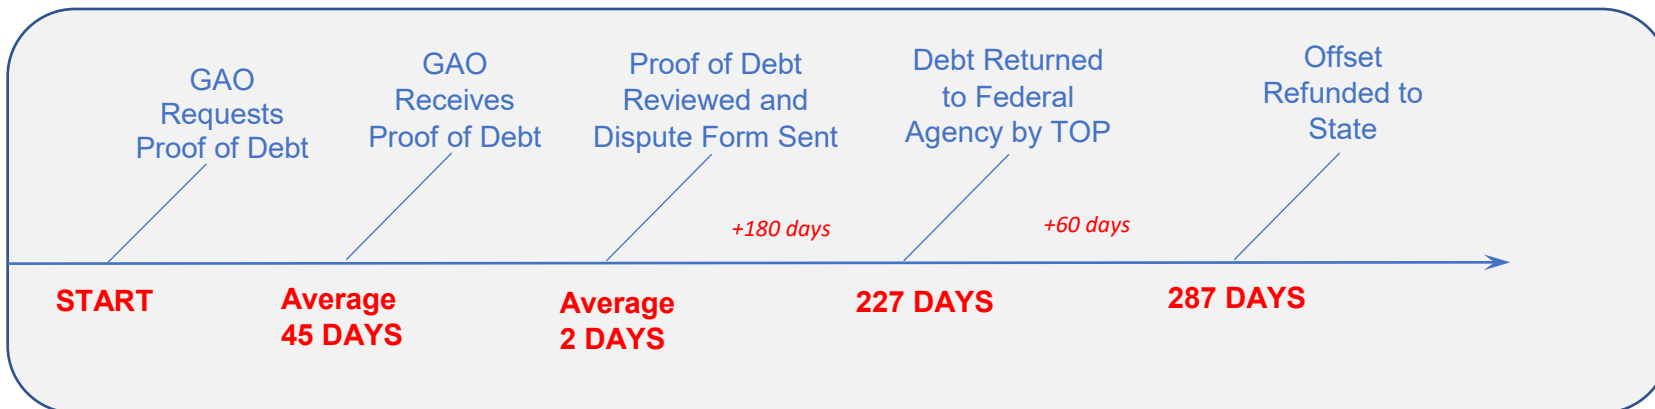 GAO
Requests
Proof of Debt
GAO
Receives
Proof of Debt
Proof of Debt
Reviewed and
Dispute Form Sent
Debt Returned
to Federal
Agency by TOP
Offset
Refunded to
State
+180 days
+60 days
START
Average
45 DAYS
Average
2 DAYS
227 DAYS
287 DAYS